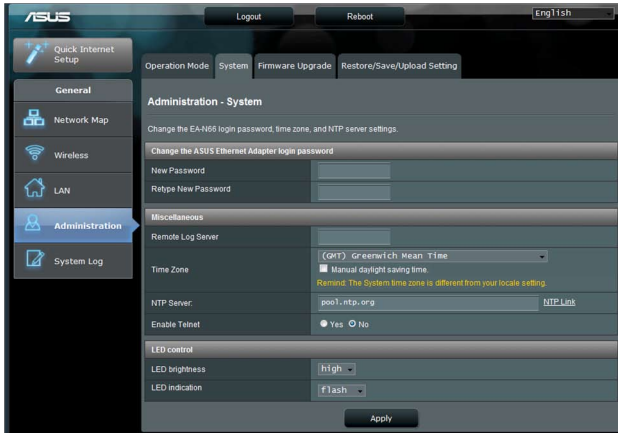 ASUS
Logout
Reboot
English
Quick Internet Setup
General
Network Map
Wireless
LAN
Administration
System Log
Operation Mode
System
Firmware Upgrade
Restore/Save/Upload Setting
Administration - System
Change the EA-N66 login password, time zone, and NTP server settings.
Change the ASUS Ethernet Adapter login password
New Password
Retype New Password
Miscellaneous
Remote Log Server
Time Zone
(GMT) Greenwich Mean Time
Manual daylight saving time.
Remind: The System time zone is different from your locale setting.
NTP Server:
pool.ntp.org
NTP Link
Enable Telnet
Yes No
LED control
LED brightness
high
LED indication
flash
Apply